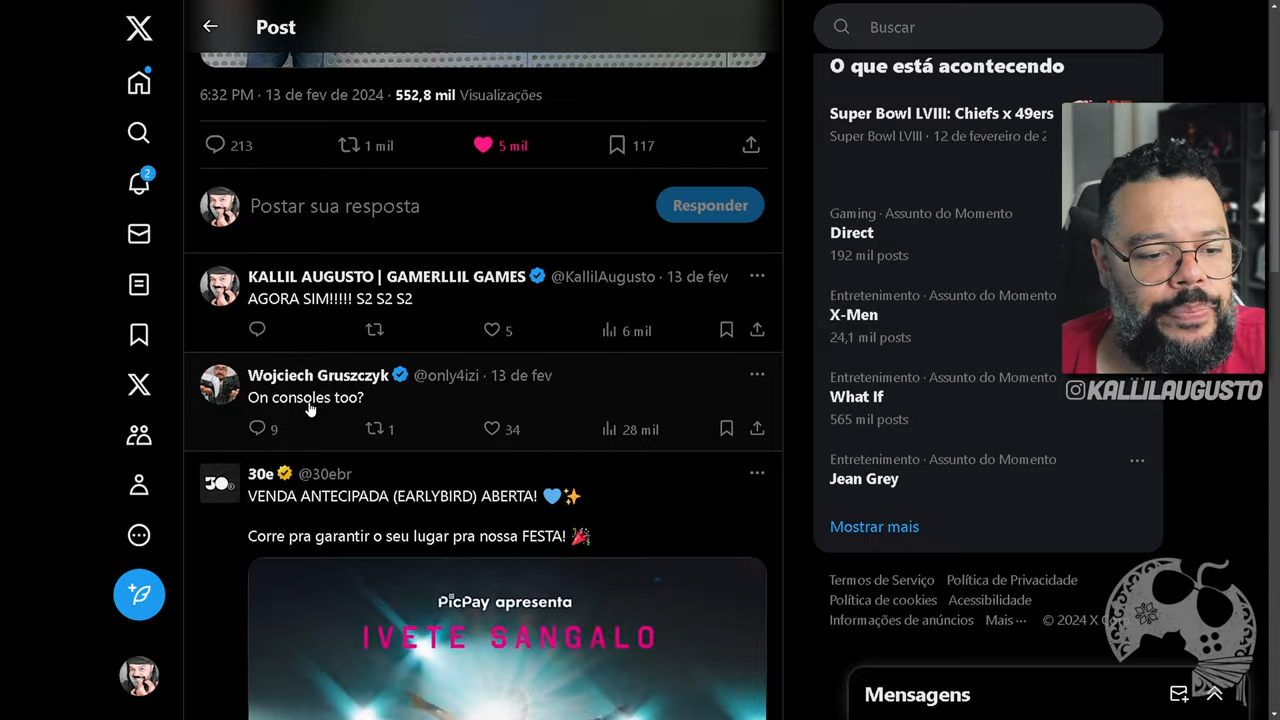 Post
Buscar
6:32 PM · 13 de fev de 2024 · 552,8 mil Visualizações
213 1 mil 5 mil 117
Postar sua resposta
Responder
KALLIL AUGUSTO | GAMERLLIL GAMES @KallilAugusto · 13 de fev
AGORA SIM!!!!! S2 S2 S2
5 6 mil
Wojciech Gruszczyk @only4izi · 13 de fev
On consoles too?
9 1 34 28 mil
30e @30ebr
VENDA ANTECIPADA (EARLYBIRD) ABERTA! 💙✨
Corre pra garantir o seu lugar pra nossa FESTA! 🎉
PicPay apresenta
IVETE SANGALO
2
O que está acontecendo
Super Bowl LVIII: Chiefs x 49ers
Super Bowl LVIII · 12 de fevereiro de 2
Gaming · Assunto do Momento
Direct
192 mil posts
Entretenimento · Assunto do Momento
X-Men
24,1 mil posts
Entretenimento · Assunto do Momento
What If
565 mil posts
Entretenimento · Assunto do Momento
Jean Grey
Mostrar mais
Termos de Serviço Política de Privacidade
Política de cookies Acessibilidade
Informações de anúncios Mais ··· © 2024 X Corp.
Mensagens
KALLILAUGUSTO